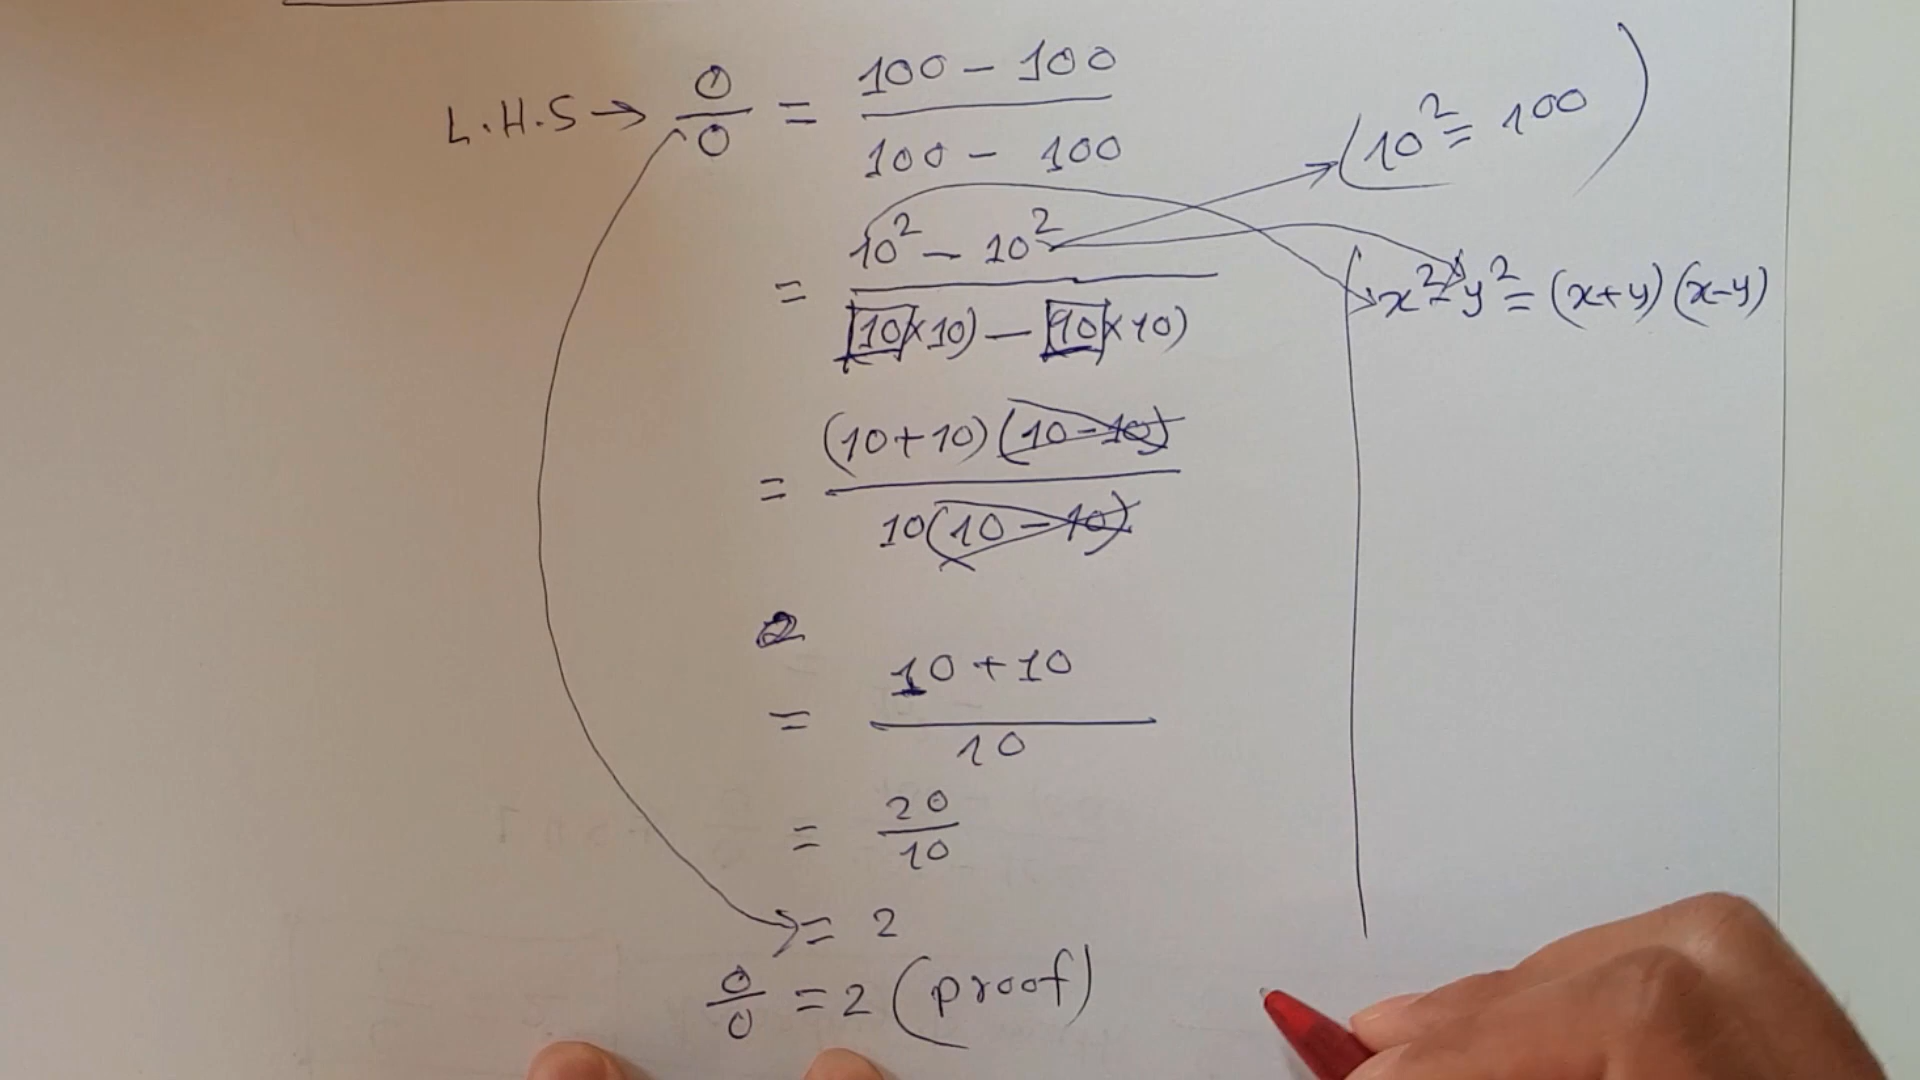 L.H.S → 0/0 = (100 - 100)/(100 - 100)
(10² = 100)
= (10² - 10²)/((10×10) - (10×10))
(x² - y² = (x+y)(x-y)
= (10+10)(10-10)/10(10-10)
2
= (10+10)/10
= 20/10
= 2
0/0 = 2 (proof)